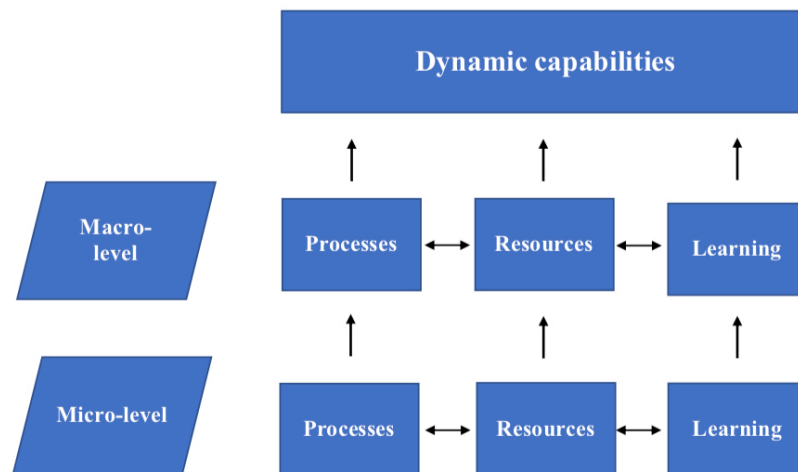 Dynamic capabilities
Macro-
level
Processes
Resources
Learning
Micro-level
Processes
Resources
Learning